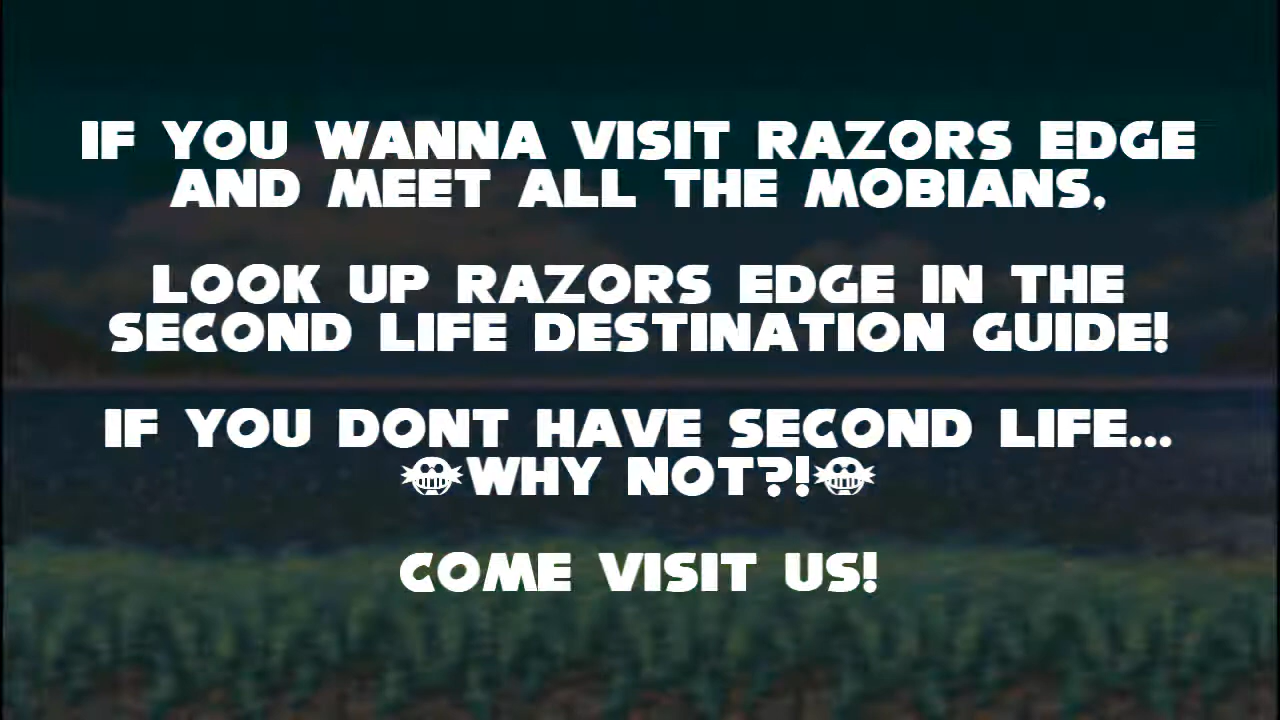 IF YOU WANNA VISIT RAZORS EDGE
AND MEET ALL THE MOBIANS,
LOOK UP RAZORS EDGE IN THE
SECOND LIFE DESTINATION GUIDE!
IF YOU DONT HAVE SECOND LIFE...
WHY NOT?!
COME VISIT US!